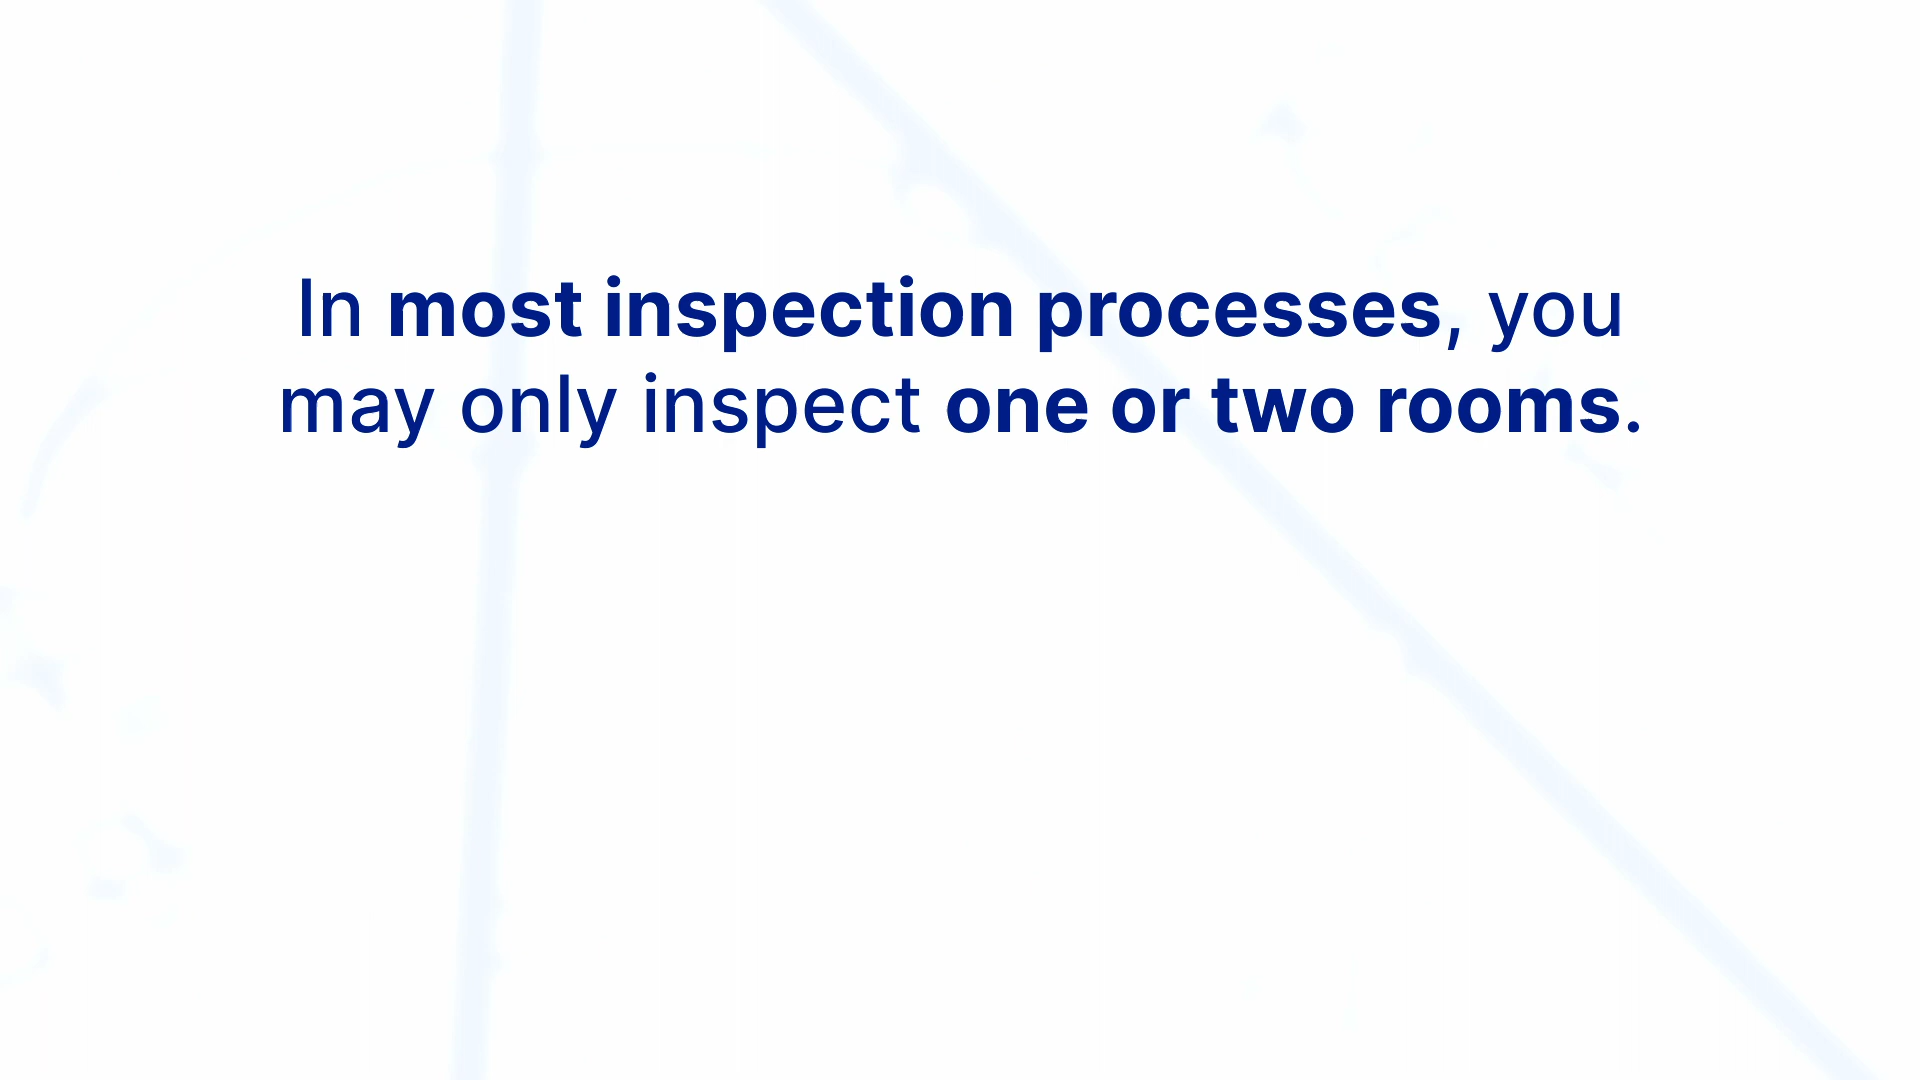 In most inspection processes, you
may only inspect one or two rooms.